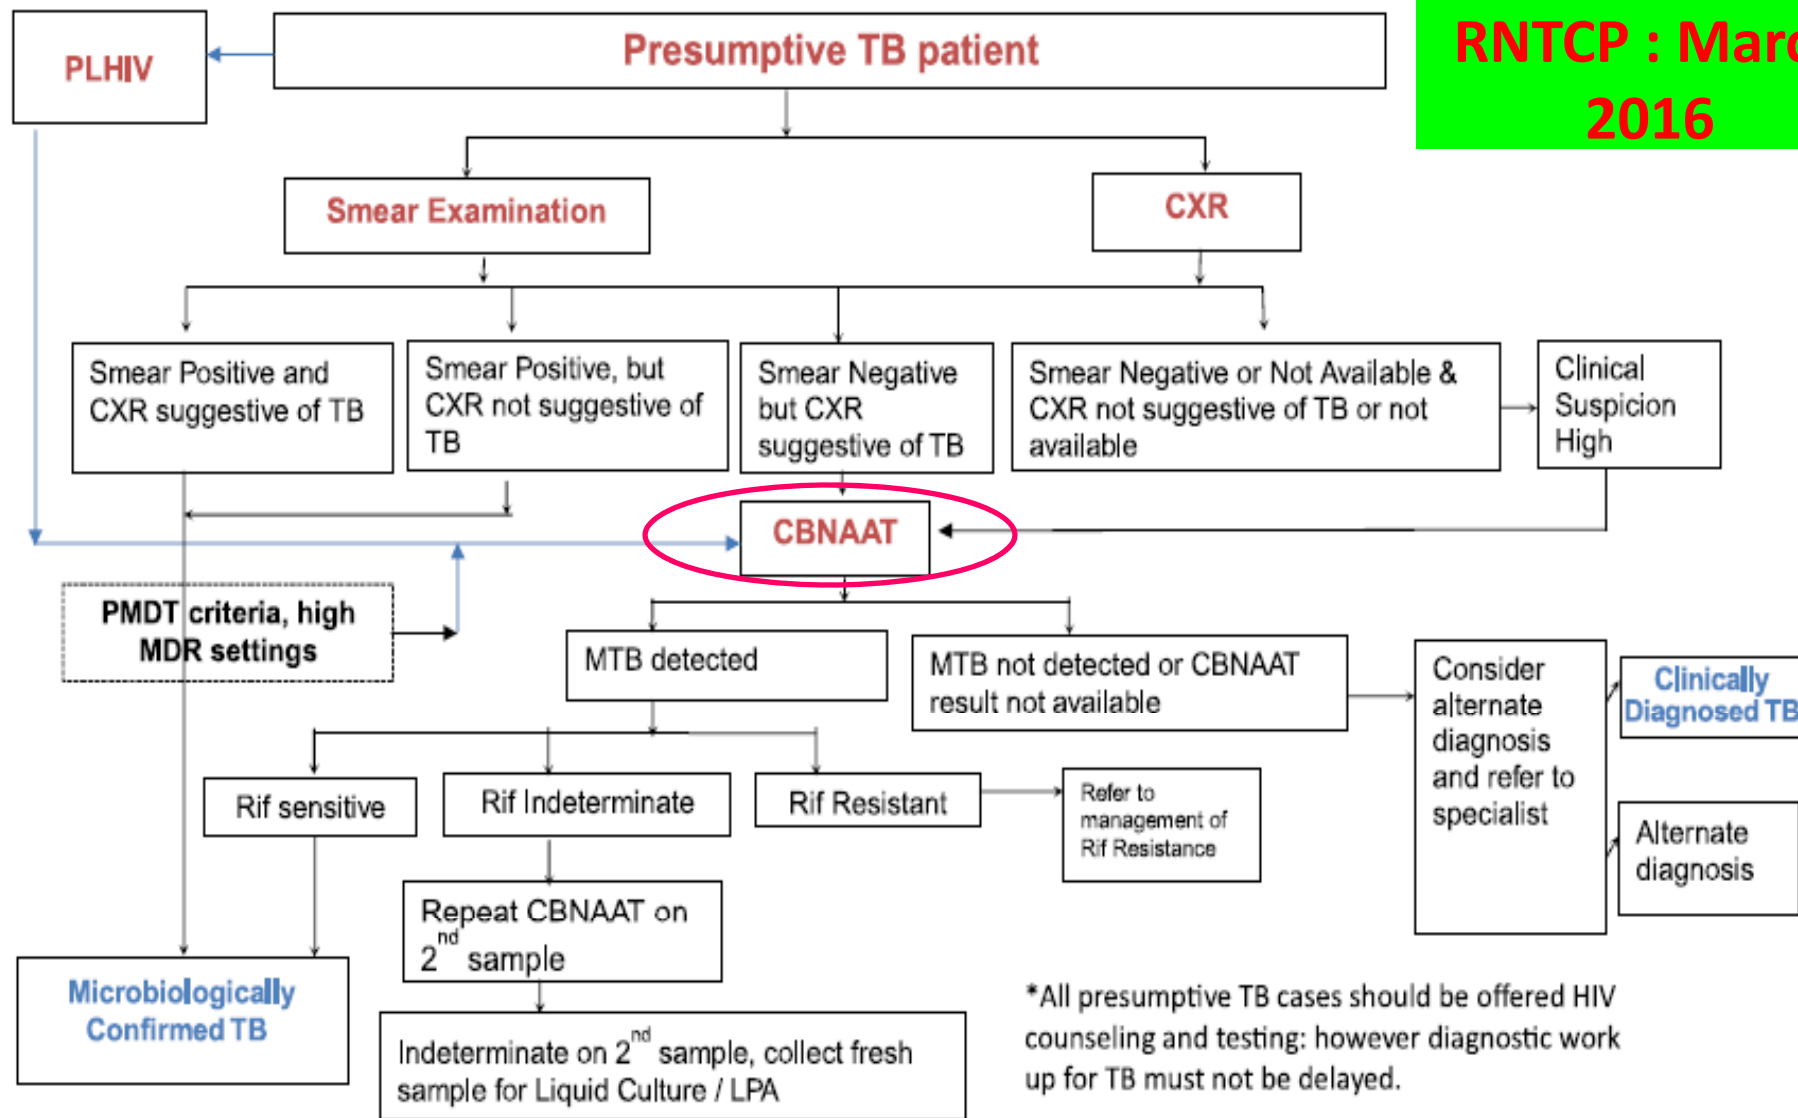 PLHIV
Presumptive TB patient
RNTCP : Marc
2016
Smear Examination
CXR
Smear Positive and
CXR suggestive of TB
Smear Positive, but
CXR not suggestive of
TB
Smear Negative
but CXR
suggestive of TB
Smear Negative or Not Available &
CXR not suggestive of TB or not
available
Clinical
Suspicion
High
CBNAAT
PMDT criteria, high
MDR settings
MTB detected
MTB not detected or CBNAAT
result not available
Consider
alternate
diagnosis
and refer to
specialist
Clinically
Diagnosed TB
Alternate
diagnosis
Rif sensitive
Rif Indeterminate
Rif Resistant
Refer to
management of
Rif Resistance
Repeat CBNAAT on
2nd sample
Microbiologically
Confirmed TB
Indeterminate on 2nd sample, collect fresh
sample for Liquid Culture / LPA
*All presumptive TB cases should be offered HIV
counseling and testing: however diagnostic work
up for TB must not be delayed.